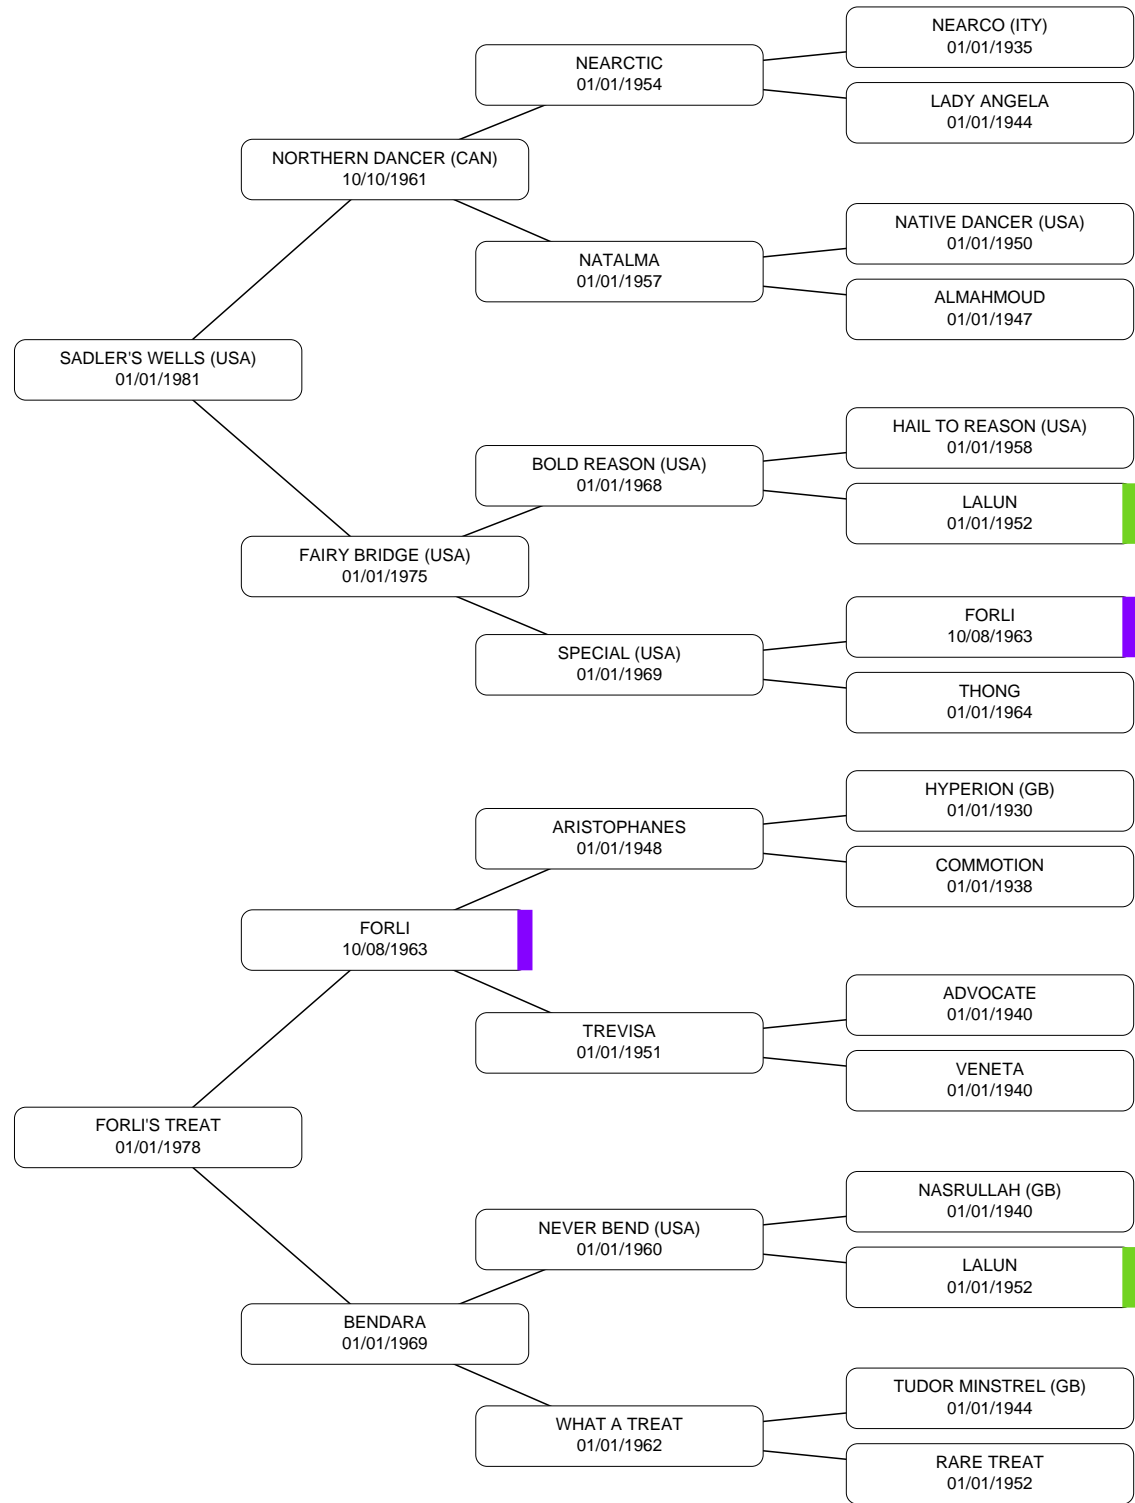 NEARCO (ITY)
01/01/1935
NEARCTIC
01/01/1954
LADY ANGELA
01/01/1944
NORTHERN DANCER (CAN)
10/10/1961
NATIVE DANCER (USA)
01/01/1950
NATALMA
01/01/1957
ALMAHMOUD
01/01/1947
SADLER'S WELLS (USA)
01/01/1981
HAIL TO REASON (USA)
01/01/1958
BOLD REASON (USA)
01/01/1968
LALUN
01/01/1952
FAIRY BRIDGE (USA)
01/01/1975
FORLI
10/08/1963
SPECIAL (USA)
01/01/1969
THONG
01/01/1964
HYPERION (GB)
01/01/1930
ARISTOPHANES
01/01/1948
COMMOTION
01/01/1938
FORLI
10/08/1963
ADVOCATE
01/01/1940
TREVISA
01/01/1951
VENETA
01/01/1940
FORLI'S TREAT
01/01/1978
NASRULLAH (GB)
01/01/1940
NEVER BEND (USA)
01/01/1960
LALUN
01/01/1952
BENDARA
01/01/1969
TUDOR MINSTREL (GB)
01/01/1944
WHAT A TREAT
01/01/1962
RARE TREAT
01/01/1952